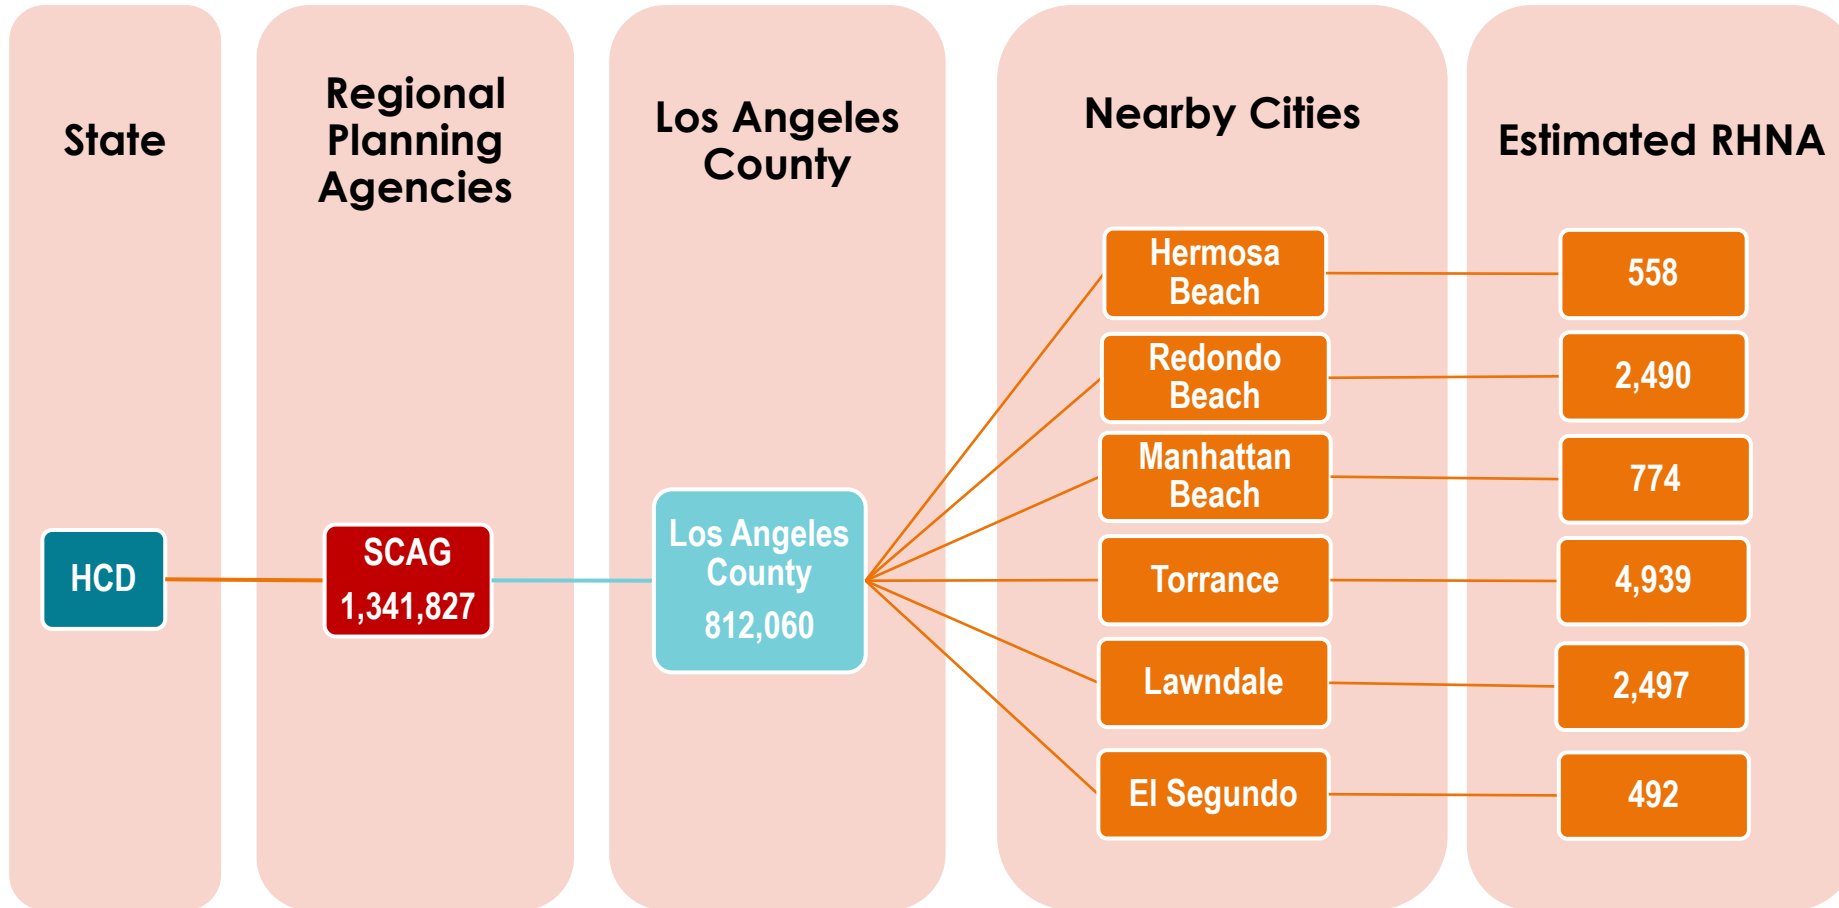 State
Regional
Planning
Agencies
Los Angeles
County
Nearby Cities
Estimated RHNA
HCD
SCAG
1,341,827
Los Angeles
County
812,060
Hermosa
Beach
558
Redondo
Beach
2,490
Manhattan
Beach
774
Torrance
4,939
Lawndale
2,497
El Segundo
492